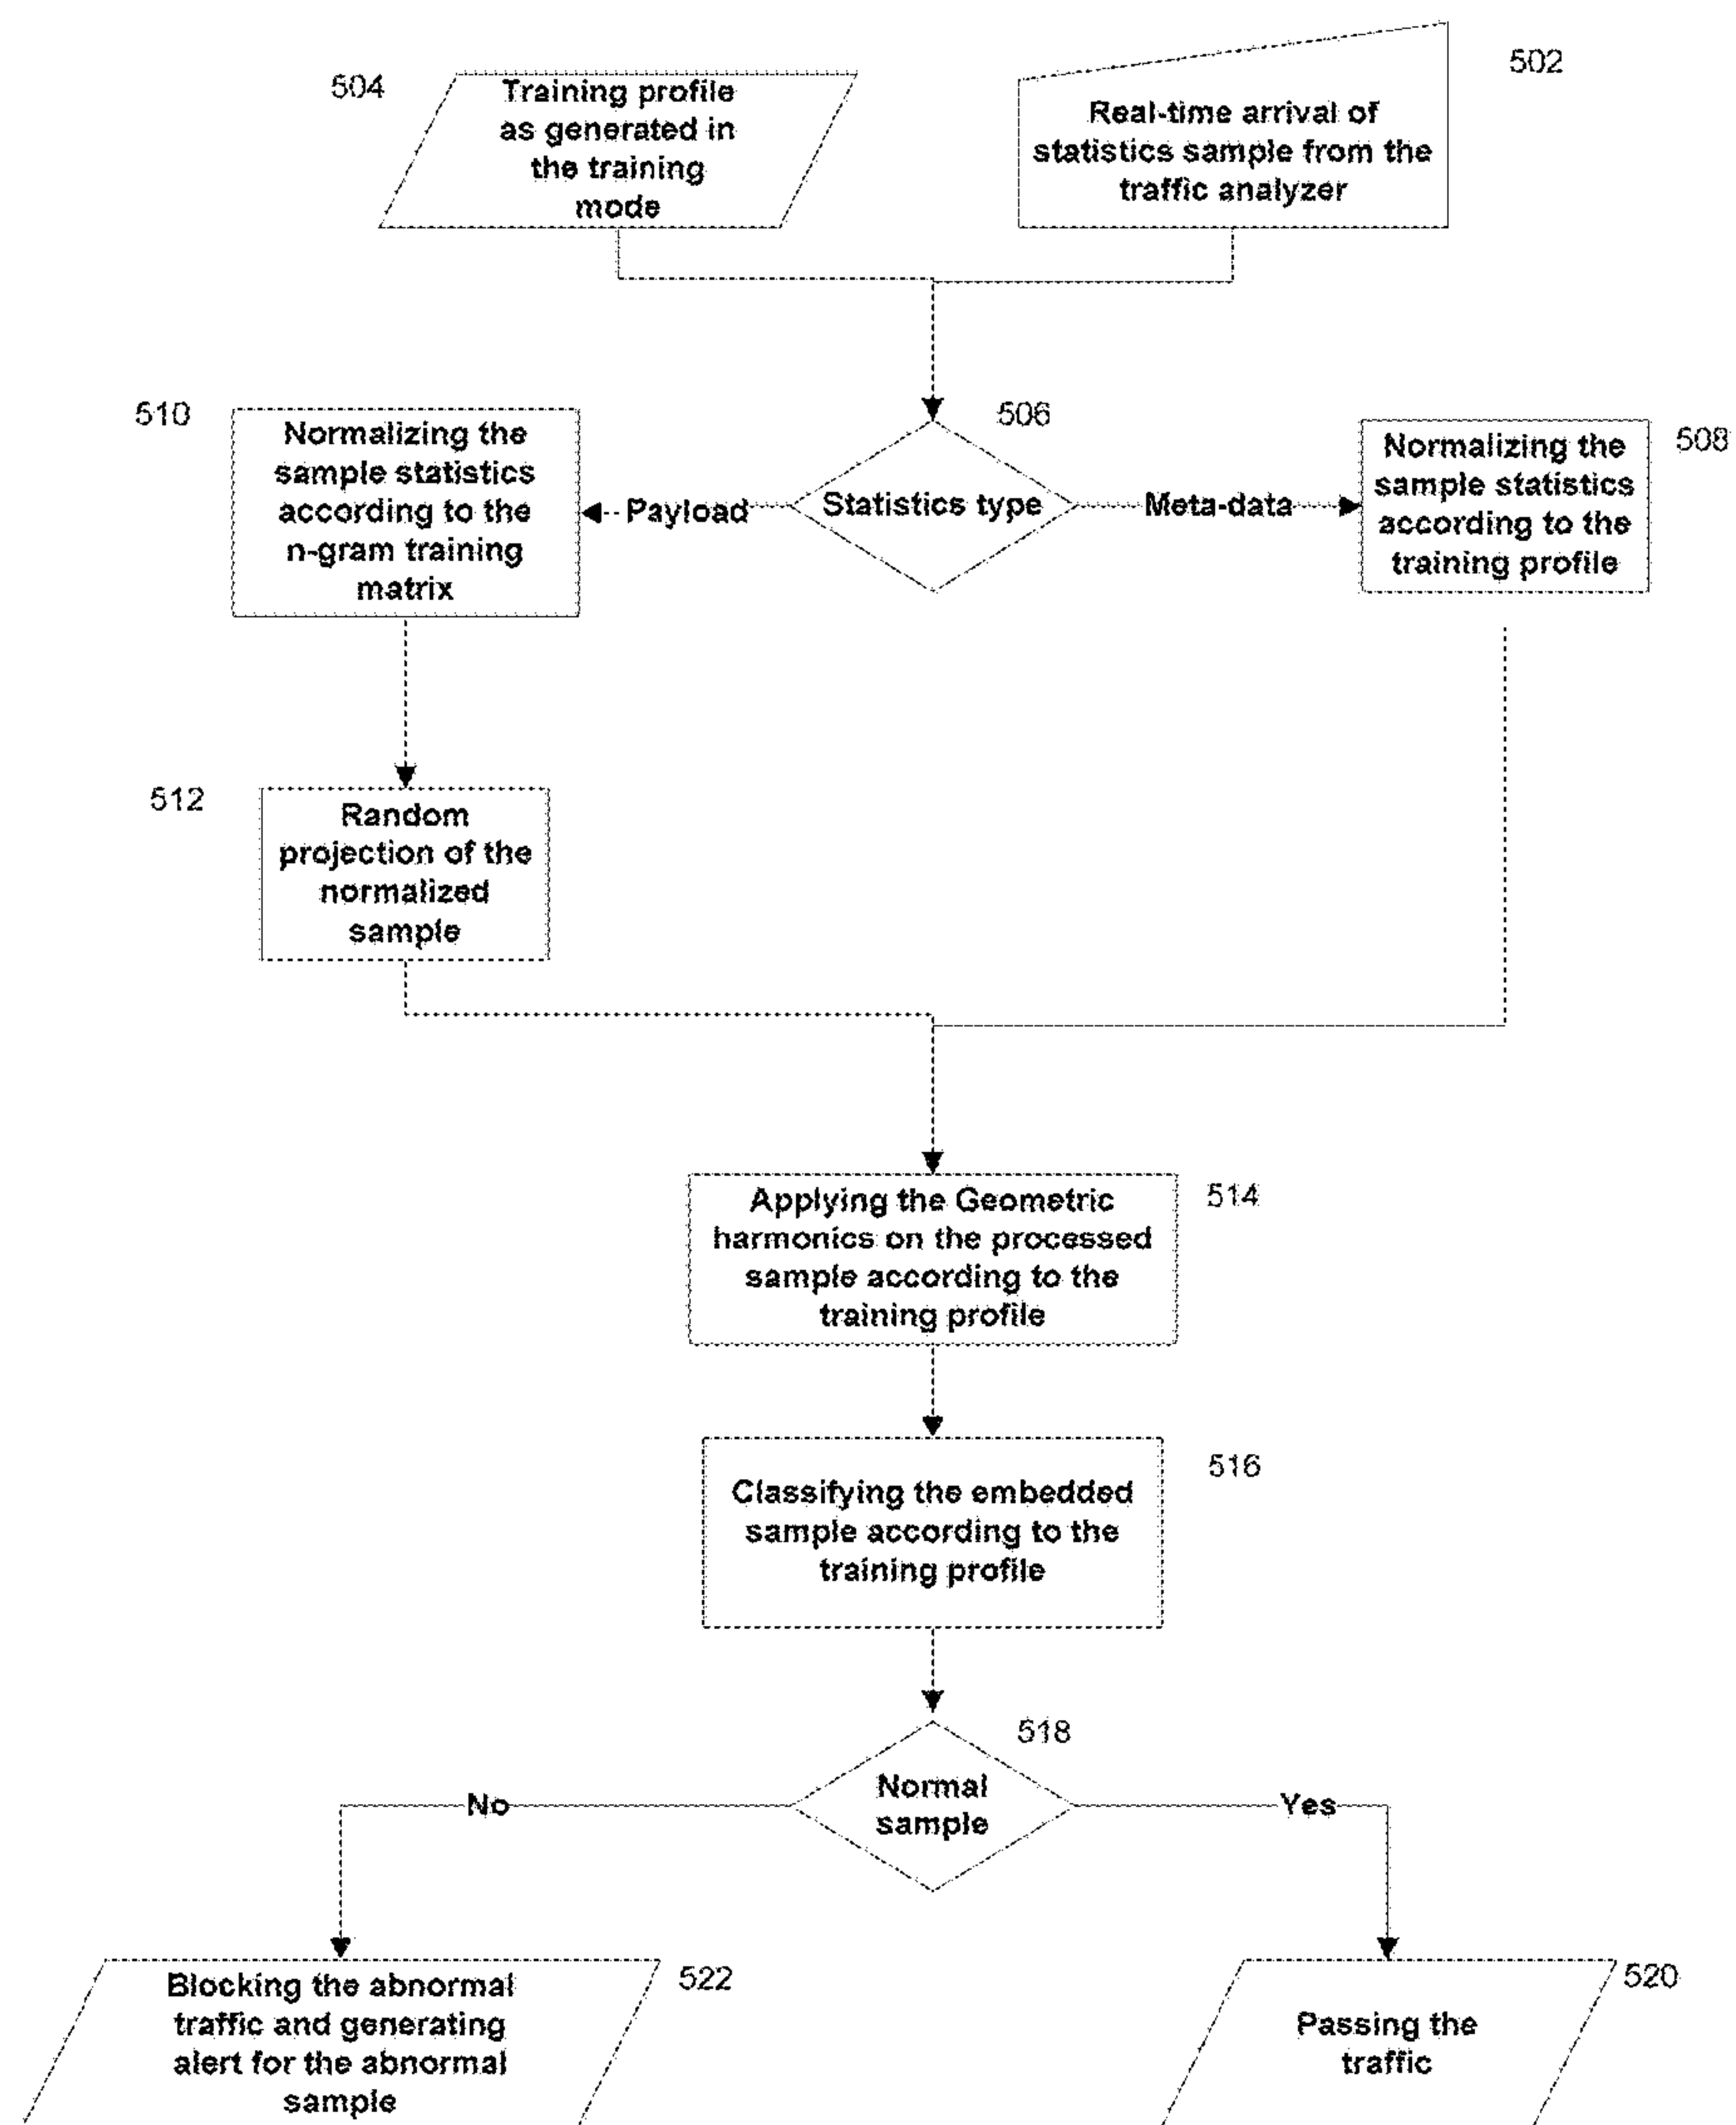 504
Training profile
as generated in
the training
mode
502
Real-time arrival of
statistics sample from the
traffic analyzer
510
Normalizing the
sample statistics
according to the
n-gram training
matrix
Payload
506
Statistics type
Meta-data
508
Normalizing the
sample statistics
according to the
training profile
512
Random
projection of the
normalized
sample
514
Applying the Geometric
harmonics on the processed
sample according to the
training profile
516
Classifying the embedded
sample according to the
training profile
518
Normal
sample
No
Yes
522
Blocking the abnormal
traffic and generating
alert for the abnormal
sample
520
Passing the
traffic